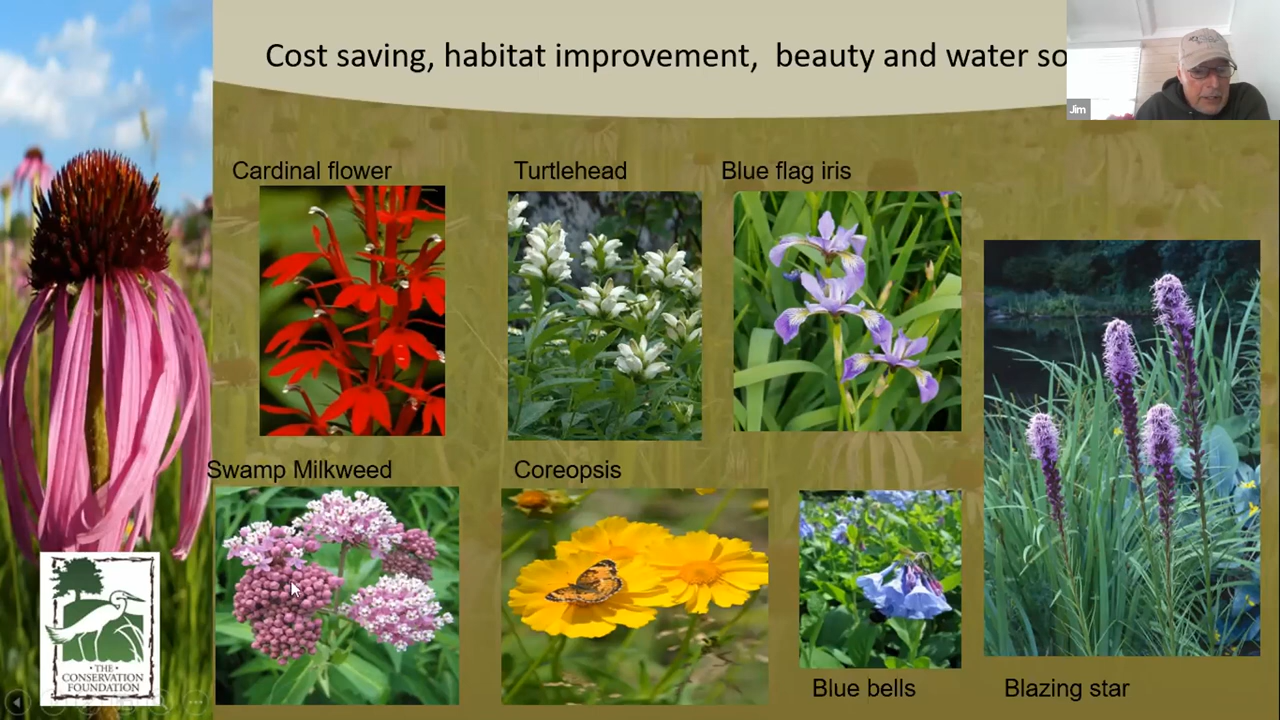 Cost saving, habitat improvement,  beauty and water
Jim
Cardinal flower
Turtlehead
Blue flag iris
Swamp Milkweed
Coreopsis
Blue bells
Blazing star
THE
CONSERVATION
FOUNDATION